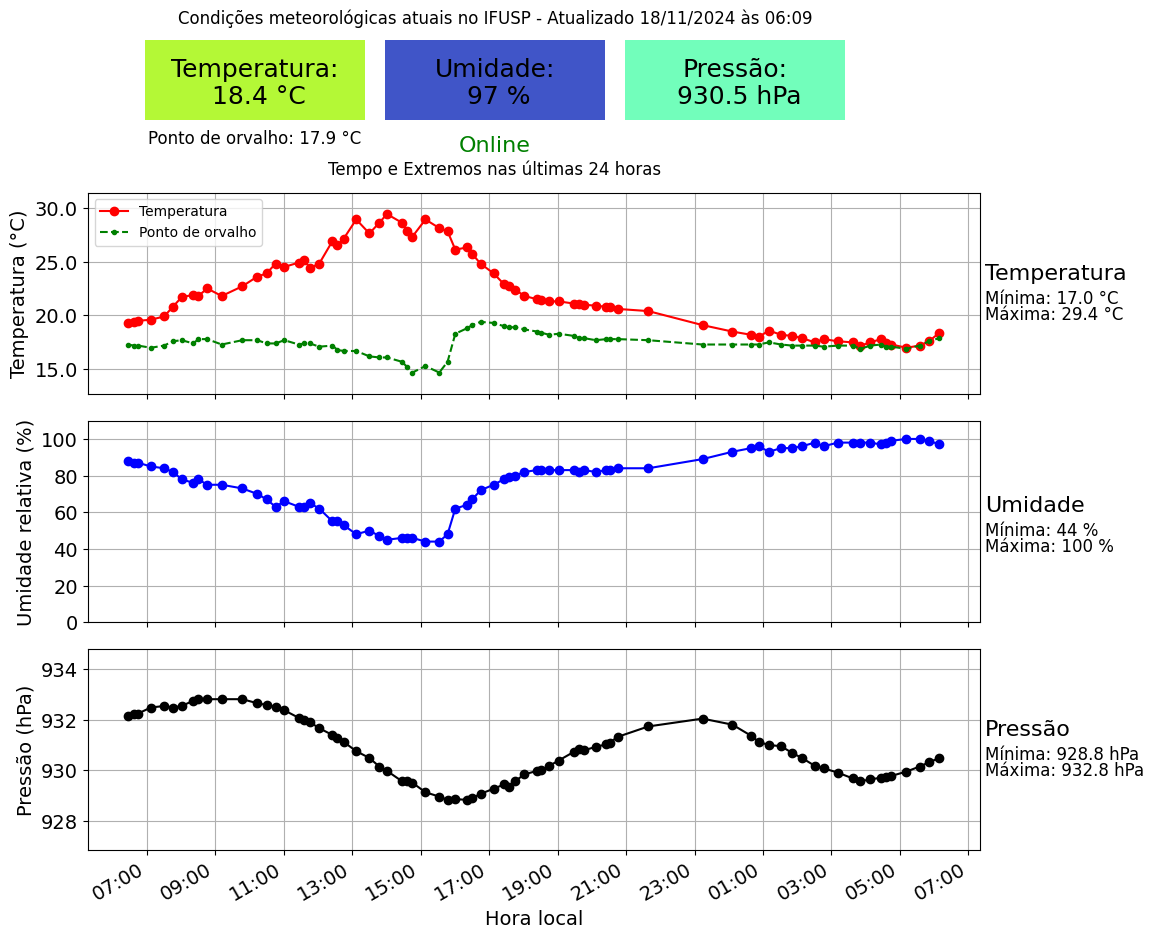 Condições meteorológicas atuais no IFUSP - Atualizado 18/11/2024 às 06:09
Temperatura:
18.4 °C
Umidade:
97 %
Pressão:
930.5 hPa
Ponto de orvalho: 17.9 °C
Online
Tempo e Extremos nas últimas 24 horas
Temperatura (°C)
30.0
25.0
20.0
15.0
Temperatura
Ponto de orvalho
Temperatura
Mínima: 17.0 °C
Máxima: 29.4 °C
Umidade relativa (%)
100
80
60
40
20
0
Umidade
Mínima: 44 %
Máxima: 100 %
Pressão (hPa)
934
932
930
928
Pressão
Mínima: 928.8 hPa
Máxima: 932.8 hPa
07:00 09:00 11:00 13:00 15:00 17:00 19:00 21:00 23:00 01:00 03:00 05:00 07:00
Hora local